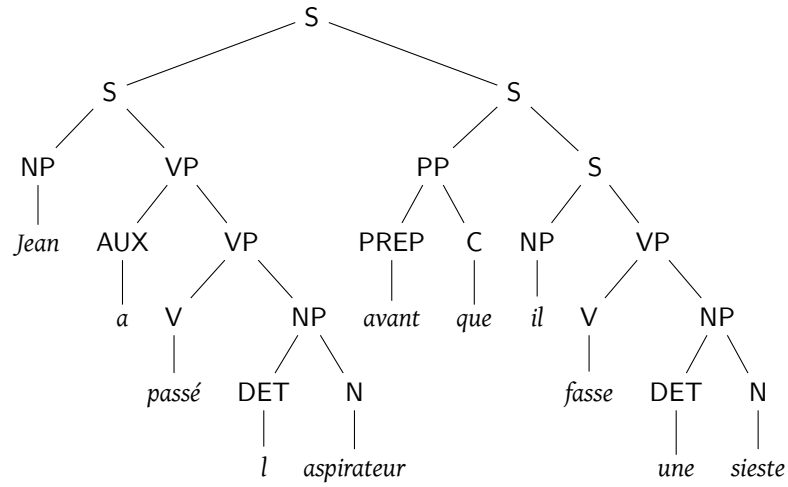 S
S S
NP VP PP S
Jean AUX VP PREP C NP VP
a V NP avant que il V NP
passé DET N fasse DET N
l aspirateur une sieste